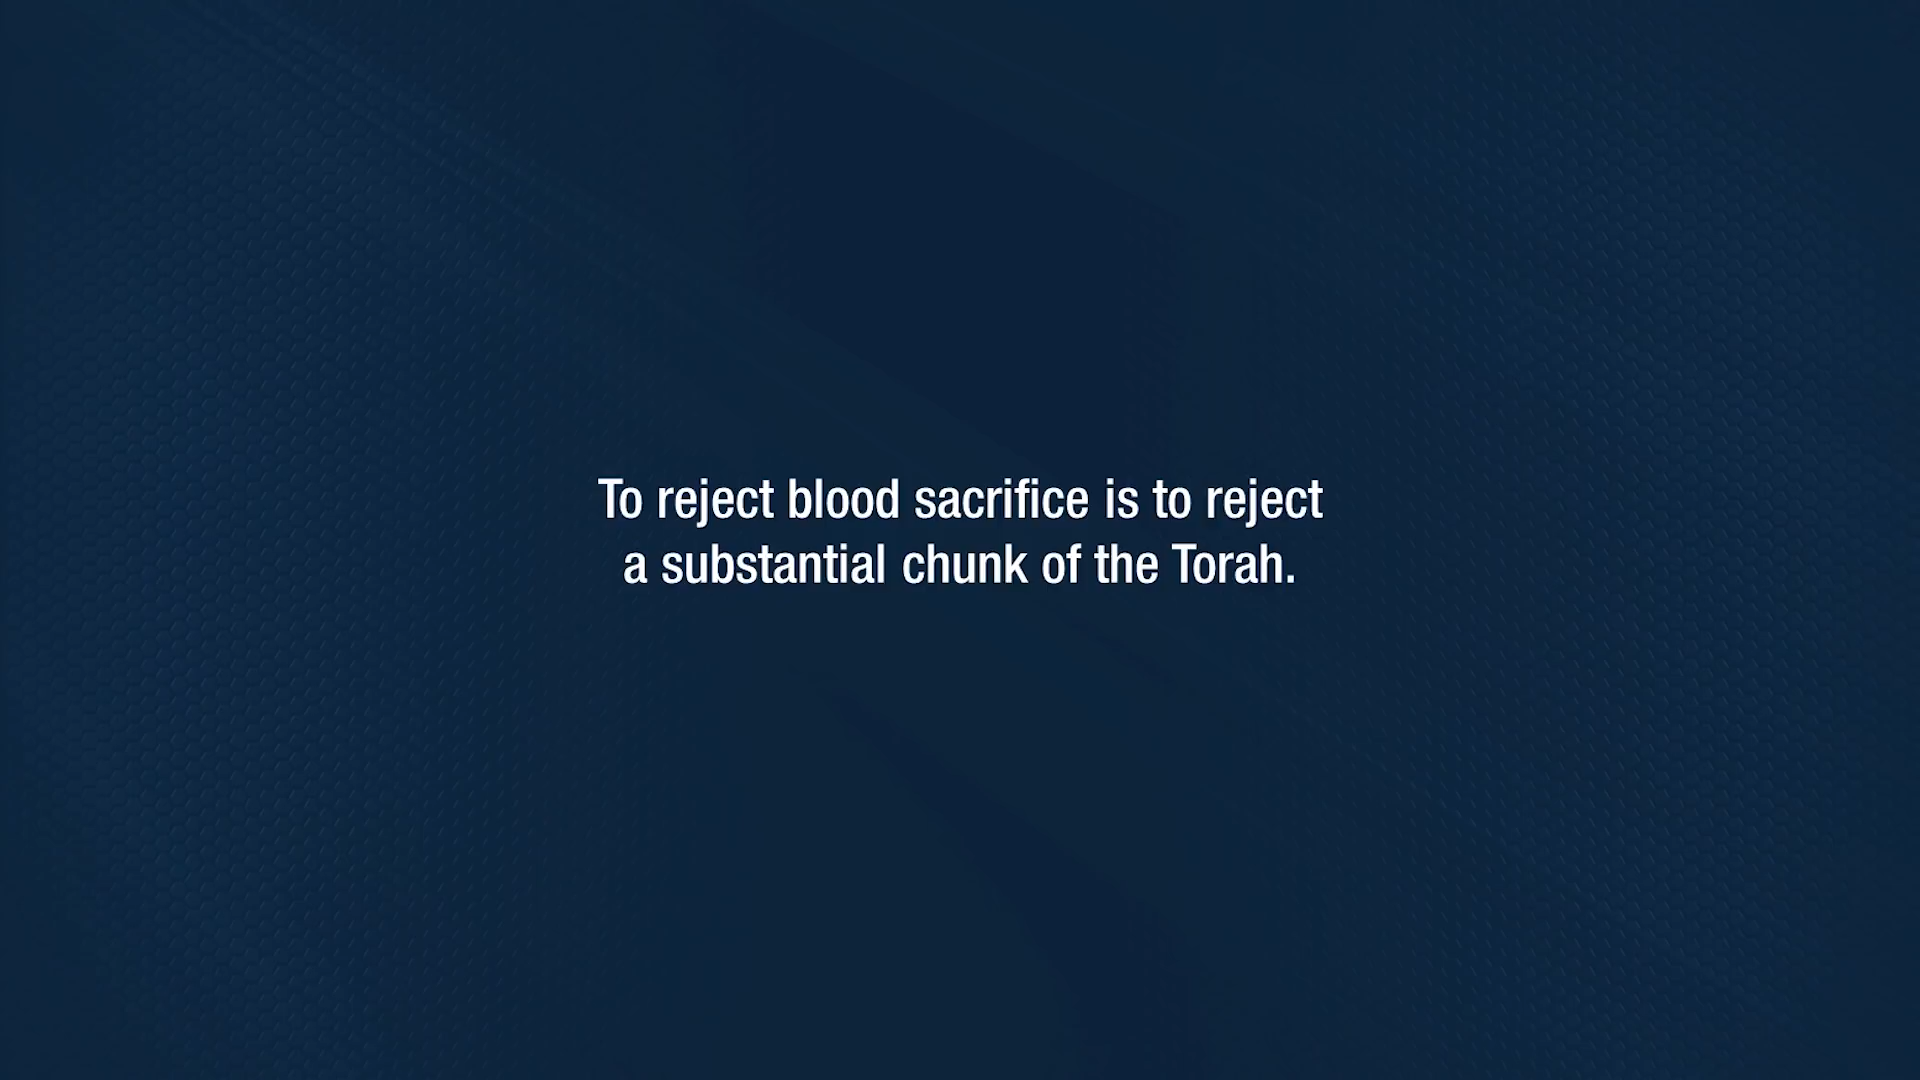 To reject blood sacrifice is to reject
a substantial chunk of the Torah.